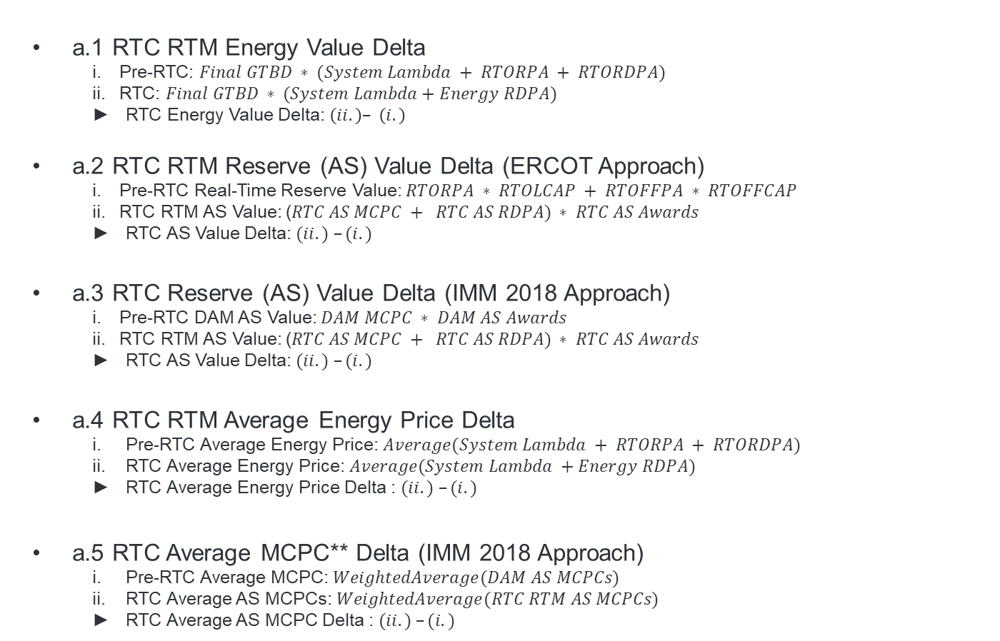 • a.1 RTC RTM Energy Value Delta
i. Pre-RTC: Final GTBD ∗ (System Lambda + RTORPA + RTORDPA)
ii. RTC: Final GTBD ∗ (System Lambda + Energy RDPA)
► RTC Energy Value Delta: (ii.)– (i.)
• a.2 RTC RTM Reserve (AS) Value Delta (ERCOT Approach)
i. Pre-RTC Real-Time Reserve Value: RTORPA ∗ RTOLCAP + RTOFFPA ∗ RTOFFCAP
ii. RTC RTM AS Value: (RTC AS MCPC + RTC AS RDPA) ∗ RTC AS Awards
► RTC AS Value Delta: (ii.) – (i.)
• a.3 RTC Reserve (AS) Value Delta (IMM 2018 Approach)
i. Pre-RTC DAM AS Value: DAM MCPC ∗ DAM AS Awards
ii. RTC RTM AS Value: (RTC AS MCPC + RTC AS RDPA) ∗ RTC AS Awards
► RTC AS Value Delta: (ii.) – (i.)
• a.4 RTC RTM Average Energy Price Delta
i. Pre-RTC Average Energy Price: Average(System Lambda + RTORPA + RTORDPA)
ii. RTC Average Energy Price: Average(System Lambda + Energy RDPA)
► RTC Average Energy Price Delta : (ii.) – (i.)
• a.5 RTC Average MCPC** Delta (IMM 2018 Approach)
i. Pre-RTC Average MCPC: WeightedAverage(DAM AS MCPCs)
ii. RTC Average AS MCPCs: WeightedAverage(RTC RTM AS MCPCs)
► RTC Average AS MCPC Delta : (ii.) – (i.)